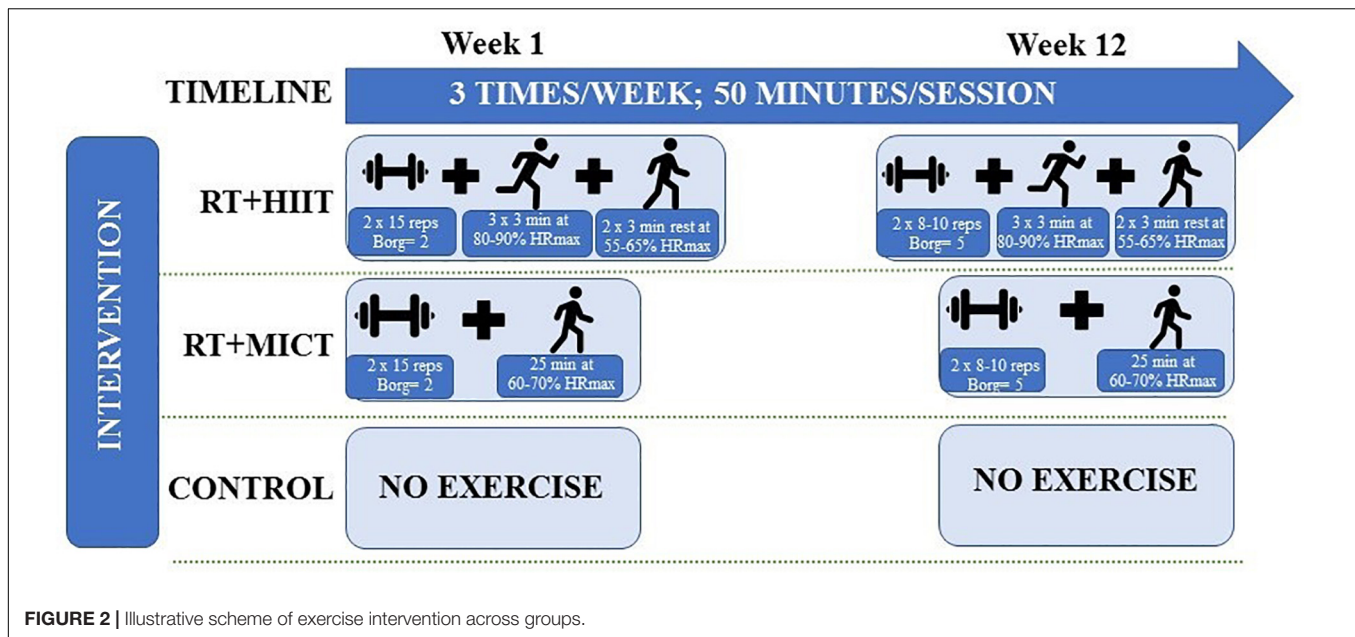 Week 1
Week 12
TIMELINE
3 TIMES/WEEK; 50 MINUTES/SESSION
INTERVENTION
RT+HIIT
2 x 15 reps
Borg= 2
3 x 3 min at
80-90% HRmax
2 x 3 min rest at
55-65% HRmax
2 x 8-10 reps
Borg= 5
3 x 3 min at
80-90% HRmax
2 x 3 min rest at
55-65% HRmax
RT+MICT
2 x 15 reps
Borg= 2
25 min at
60-70% HRmax
2 x 8-10 reps
Borg= 5
25 min at
60-70% HRmax
CONTROL
NO EXERCISE
NO EXERCISE
FIGURE 2 | Illustrative scheme of exercise intervention across groups.